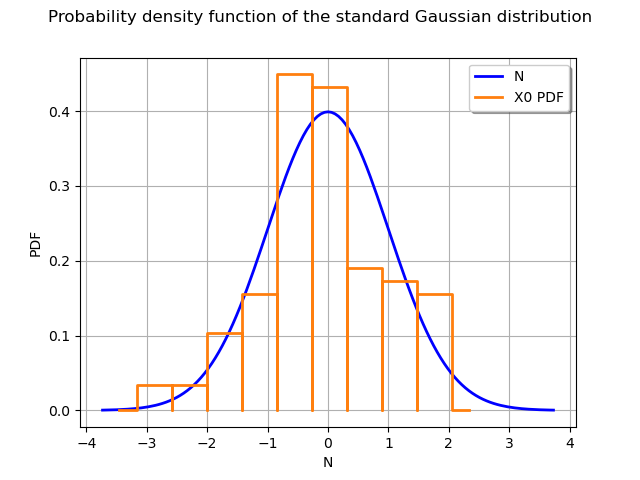 Probability density function of the standard Gaussian distribution
N
X0 PDF
PDF
0.4
0.3
0.2
0.1
0.0
−4 −3 −2 −1 0 1 2 3 4
N